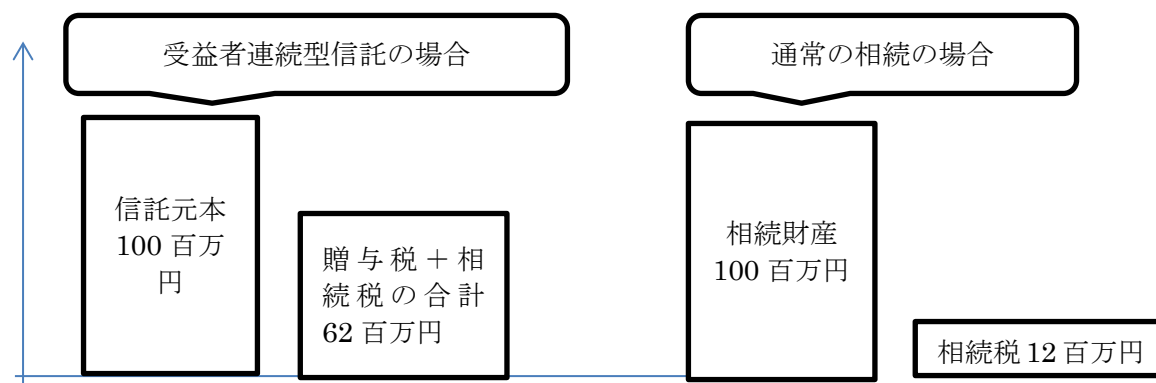 受益者連続型信託の場合
通常の相続の場合
信託元本
100 百万
円
贈与税＋相
続税の合計
62 百万円
相続財産
100 百万円
相続税 12 百万円